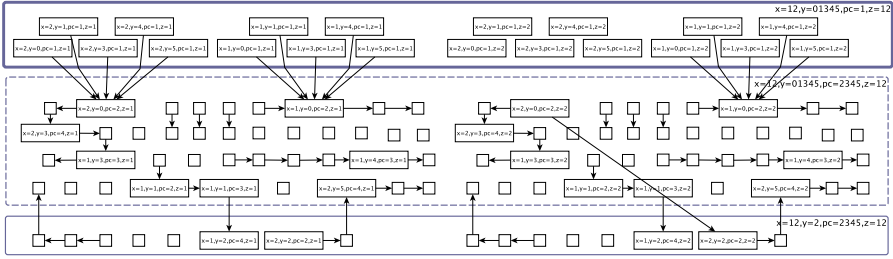 x=12,y=01345,pc=1,z=12
x=2,y=1,pc=1,z=1 x=2,y=4,pc=1,z=1 x=1,y=1,pc=1,z=1 x=1,y=4,pc=1,z=1 x=2,y=1,pc=1,z=2 x=2,y=4,pc=1,z=2 x=1,y=1,pc=1,z=2 x=1,y=4,pc=1,z=2
x=2,y=0,pc=1,z=1 x=2,y=3,pc=1,z=1 x=2,y=5,pc=1,z=1 x=1,y=0,pc=1,z=1 x=1,y=3,pc=1,z=1 x=1,y=5,pc=1,z=1 x=2,y=0,pc=1,z=2 x=2,y=3,pc=1,z=2 x=2,y=5,pc=1,z=2 x=1,y=0,pc=1,z=2 x=1,y=3,pc=1,z=2 x=1,y=5,pc=1,z=2
x=12,y=01345,pc=2345,z=12
x=2,y=0,pc=2,z=1 x=1,y=0,pc=2,z=1 x=2,y=0,pc=2,z=2 x=1,y=0,pc=2,z=2
x=2,y=3,pc=4,z=1 x=2,y=3,pc=4,z=2
x=1,y=3,pc=3,z=1 x=1,y=4,pc=3,z=1 x=1,y=3,pc=3,z=2 x=1,y=4,pc=3,z=2
x=1,y=1,pc=2,z=1 x=1,y=1,pc=3,z=1 x=2,y=5,pc=4,z=1 x=1,y=1,pc=2,z=2 x=1,y=1,pc=3,z=2 x=2,y=5,pc=4,z=2
x=12,y=2,pc=2345,z=12
x=1,y=2,pc=4,z=1 x=2,y=2,pc=2,z=1 x=1,y=2,pc=4,z=2 x=2,y=2,pc=2,z=2